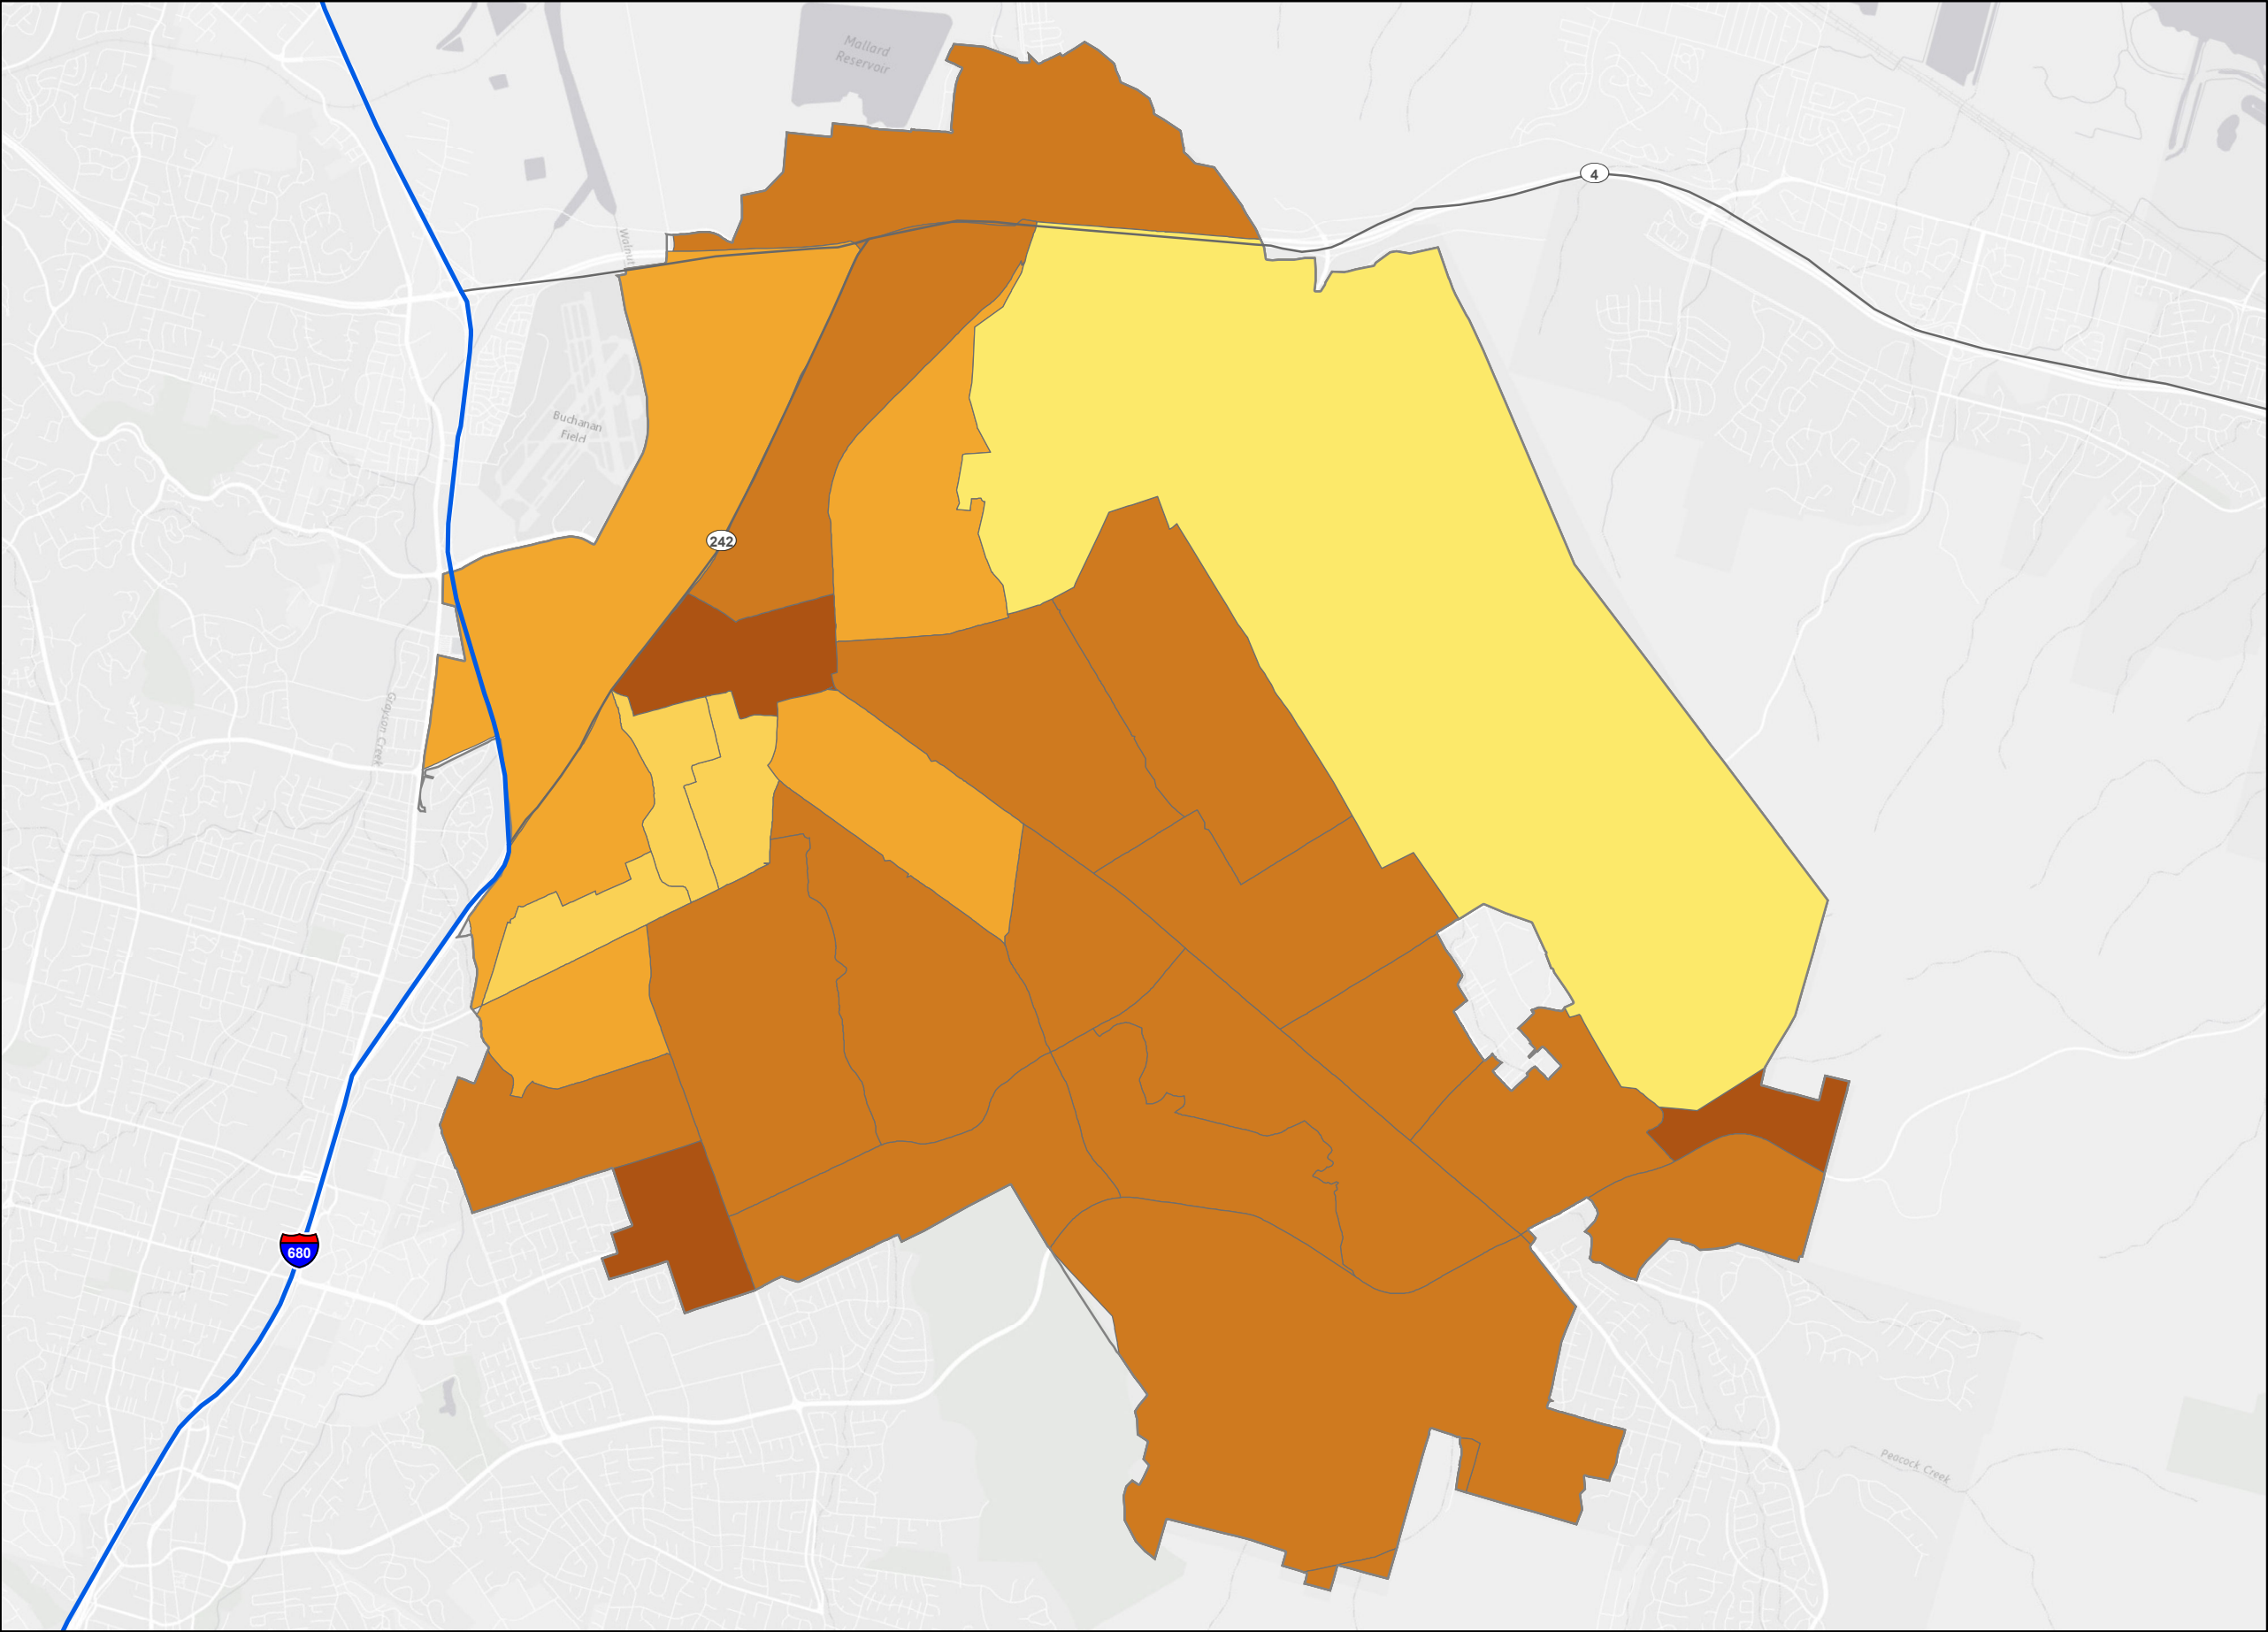 Mallard
Reservoir
4
Walnut
Buchanan
Field
242
Grayson Creek
680
Peacock Creek